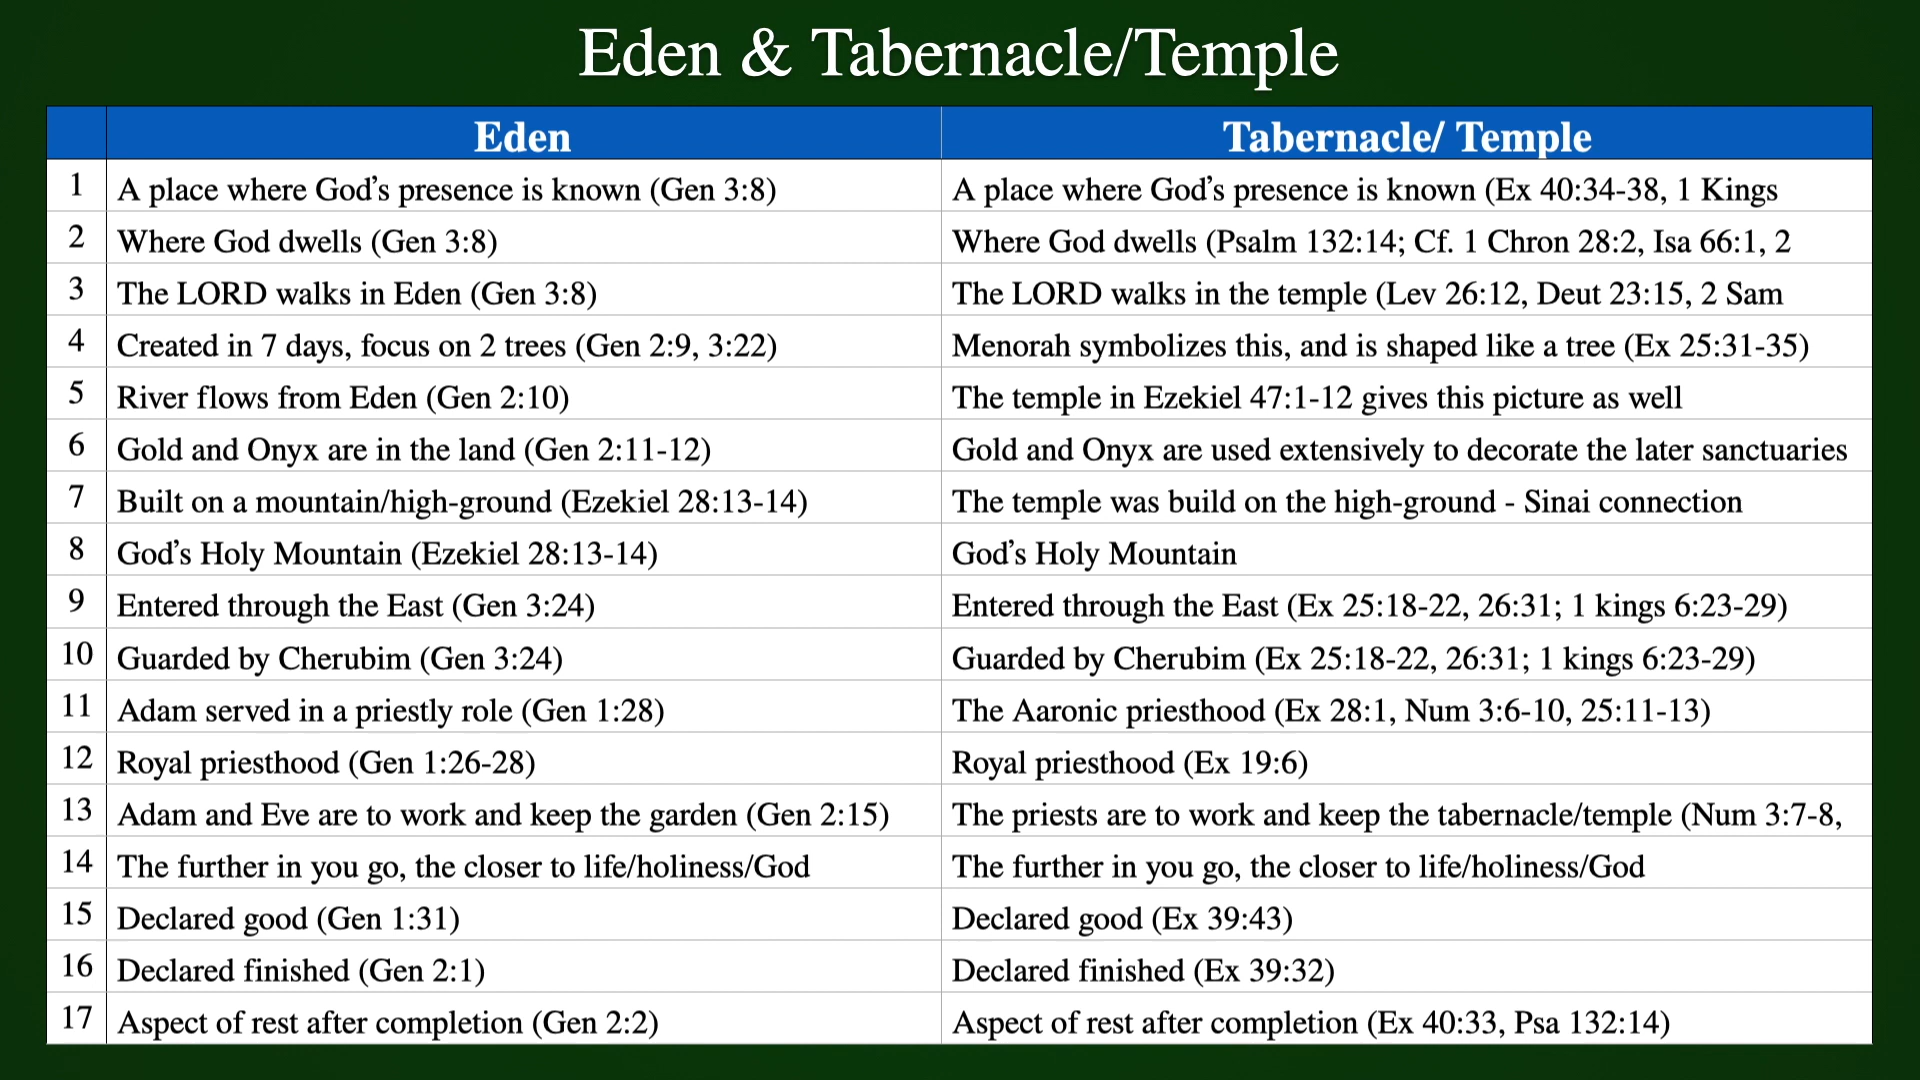 Eden & Tabernacle/Temple
Eden Tabernacle/ Temple
1 A place where God’s presence is known (Gen 3:8) A place where God’s presence is known (Ex 40:34-38, 1 Kings
2 Where God dwells (Gen 3:8) Where God dwells (Psalm 132:14; Cf. 1 Chron 28:2, Isa 66:1, 2
3 The LORD walks in Eden (Gen 3:8) The LORD walks in the temple (Lev 26:12, Deut 23:15, 2 Sam
4 Created in 7 days, focus on 2 trees (Gen 2:9, 3:22) Menorah symbolizes this, and is shaped like a tree (Ex 25:31-35)
5 River flows from Eden (Gen 2:10) The temple in Ezekiel 47:1-12 gives this picture as well
6 Gold and Onyx are in the land (Gen 2:11-12) Gold and Onyx are used extensively to decorate the later sanctuaries
7 Built on a mountain/high-ground (Ezekiel 28:13-14) The temple was build on the high-ground - Sinai connection
8 God’s Holy Mountain (Ezekiel 28:13-14) God’s Holy Mountain
9 Entered through the East (Gen 3:24) Entered through the East (Ex 25:18-22, 26:31; 1 kings 6:23-29)
10 Guarded by Cherubim (Gen 3:24) Guarded by Cherubim (Ex 25:18-22, 26:31; 1 kings 6:23-29)
11 Adam served in a priestly role (Gen 1:28) The Aaronic priesthood (Ex 28:1, Num 3:6-10, 25:11-13)
12 Royal priesthood (Gen 1:26-28) Royal priesthood (Ex 19:6)
13 Adam and Eve are to work and keep the garden (Gen 2:15) The priests are to work and keep the tabernacle/temple (Num 3:7-8,
14 The further in you go, the closer to life/holiness/God The further in you go, the closer to life/holiness/God
15 Declared good (Gen 1:31) Declared good (Ex 39:43)
16 Declared finished (Gen 2:1) Declared finished (Ex 39:32)
17 Aspect of rest after completion (Gen 2:2) Aspect of rest after completion (Ex 40:33, Psa 132:14)